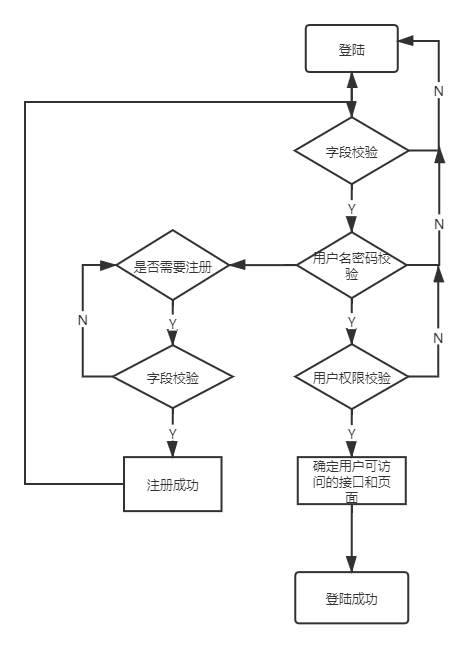 登陆
N
字段校验
Y
N
是否需要注册
用户名密码校
验
Y
Y
N
N
字段校验
用户权限校验
Y
Y
注册成功
确定用户可访
问的接口和页
面
登陆成功